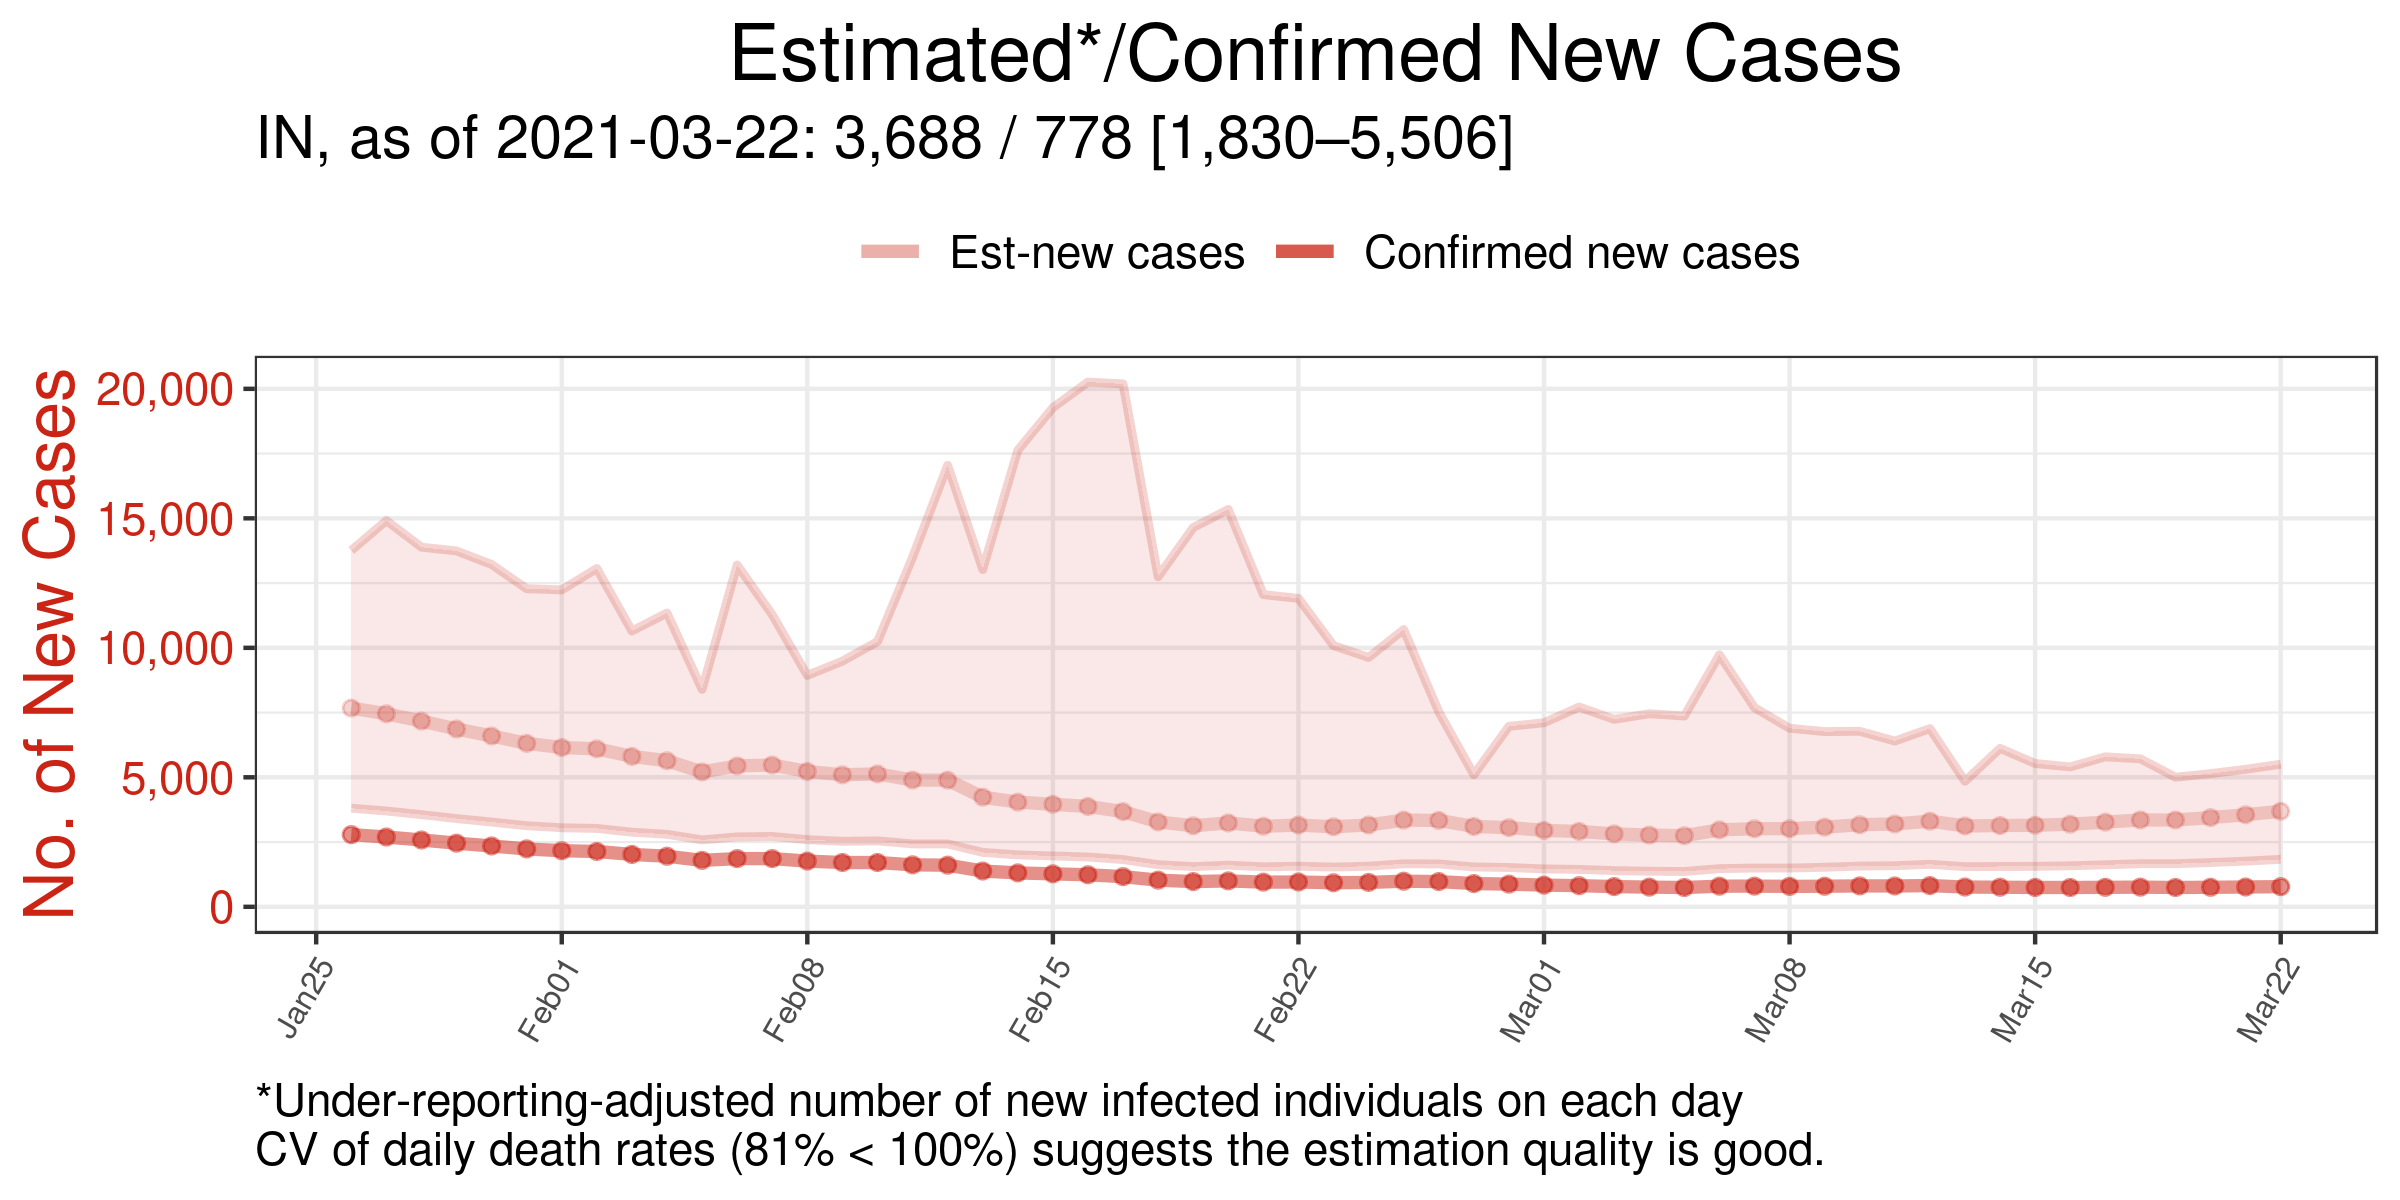 Estimated*/Confirmed New Cases
IN, as of 2021-03-22: 3,688 / 778 [1,830–5,506]
Est-new cases Confirmed new cases
No. of New Cases
20,000
15,000
10,000
5,000
0
Jan25 Feb01 Feb08 Feb15 Feb22 Mar01 Mar08 Mar15 Mar22
*Under-reporting-adjusted number of new infected individuals on each day
CV of daily death rates (81% < 100%) suggests the estimation quality is good.